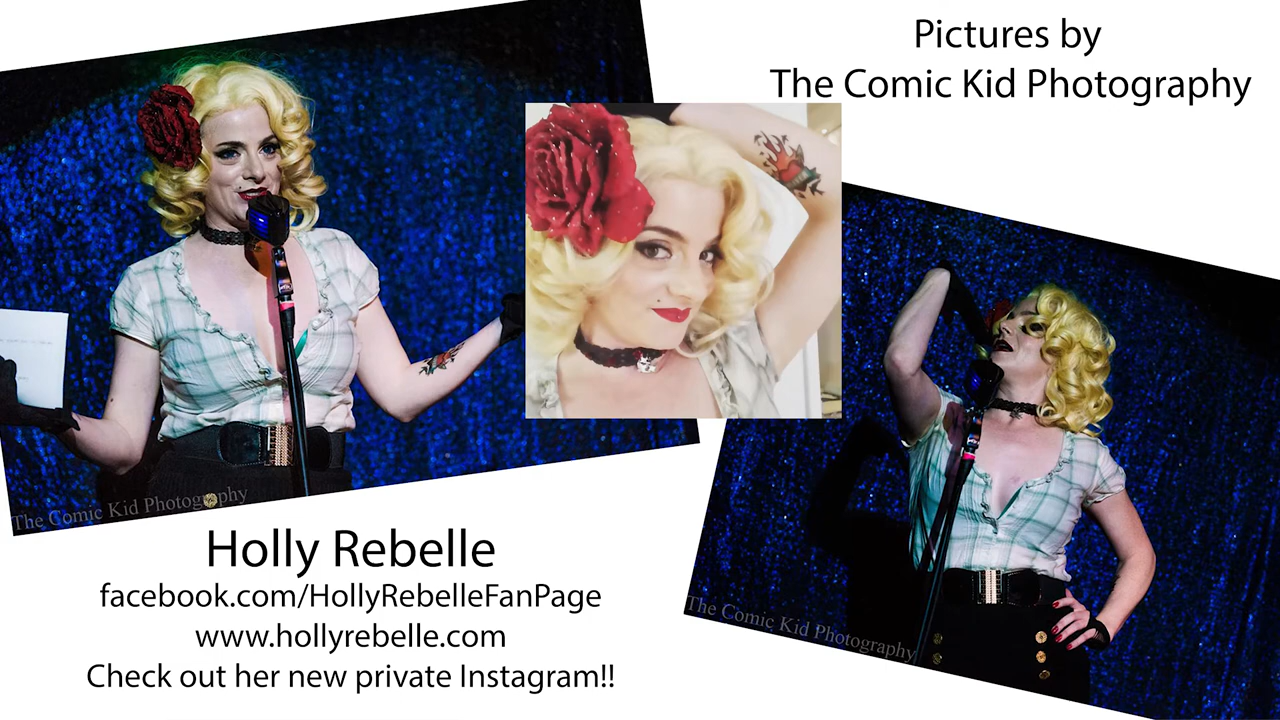 Pictures by
The Comic Kid Photography
The Comic Kid Photography
Holly Rebelle
facebook.com/HollyRebelleFanPage
www.hollyrebelle.com
Check out her new private Instagram!!
The Comic Kid Photography